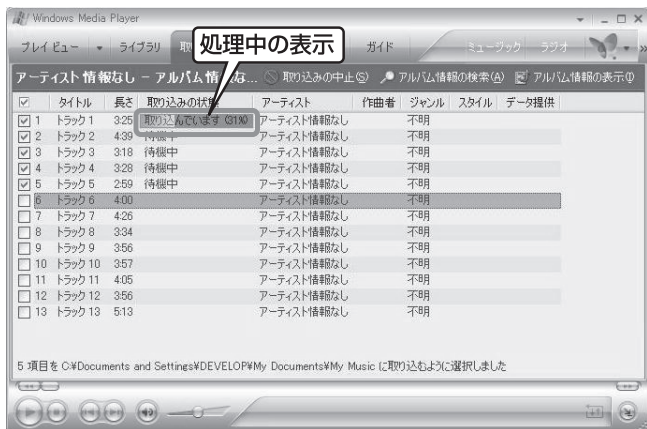 Windows Media Player
プレイ ビュー ライブラリ 取
処理中の表示
ガイド ミュージック ラジオ
アーティスト情報なし - アルバム情報な... 取り込みの中止(S) アルバム情報の検索(A) アルバム情報の表示(I)
タイトル 長さ 取り込みの状態 アーティスト 作曲者 ジャンル スタイル データ提供
1 トラック 1 3:25 取り込んでいます (31%) アーティスト情報なし 不明
2 トラック 2 4:39 待機中 アーティスト情報なし 不明
3 トラック 3 3:18 待機中 アーティスト情報なし 不明
4 トラック 4 3:28 待機中 アーティスト情報なし 不明
5 トラック 5 2:59 待機中 アーティスト情報なし 不明
6 トラック 6 4:00 アーティスト情報なし 不明
7 トラック 7 4:26 アーティスト情報なし 不明
8 トラック 8 3:34 アーティスト情報なし 不明
9 トラック 9 3:56 アーティスト情報なし 不明
10 トラック 10 3:57 アーティスト情報なし 不明
11 トラック 11 4:05 アーティスト情報なし 不明
12 トラック 12 3:56 アーティスト情報なし 不明
13 トラック 13 5:13 アーティスト情報なし 不明
5 項目を C:¥Documents and Settings¥DEVELOP¥My Documents¥My Music に取り込むように選択しました